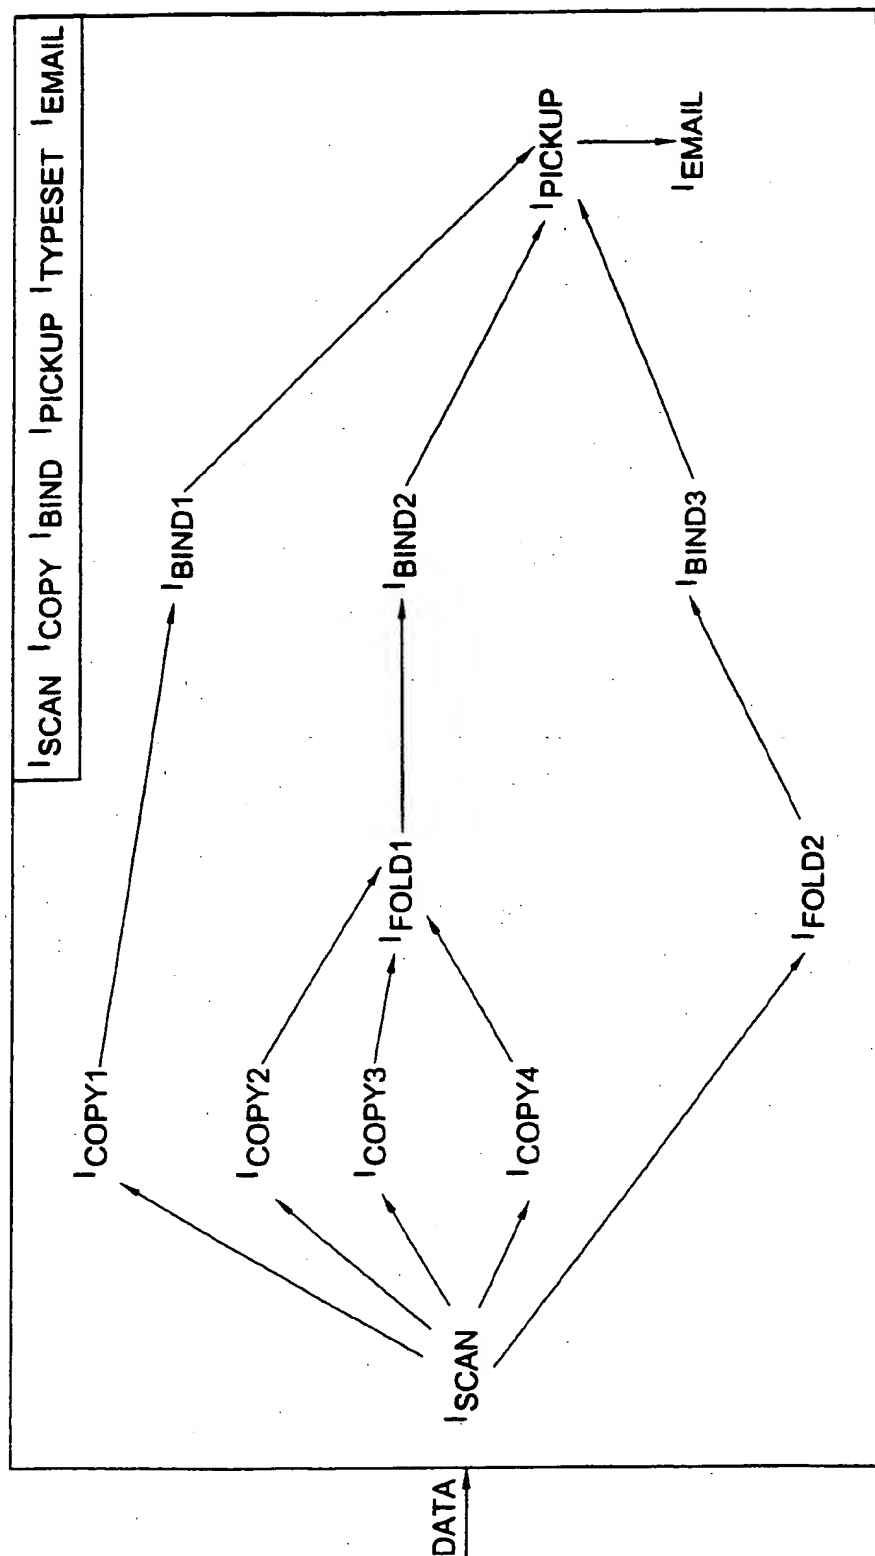 ISCAN ICOPY IBIND IPICKUP ITYPESET IEMAIL
ICOPY1
IBIND1
ICOPY2
ICOPY3
IFOLD1
IBIND2
IPICKUP
DATA
ISCAN
ICOPY4
IBIND3
IEMAIL
IFOLD2